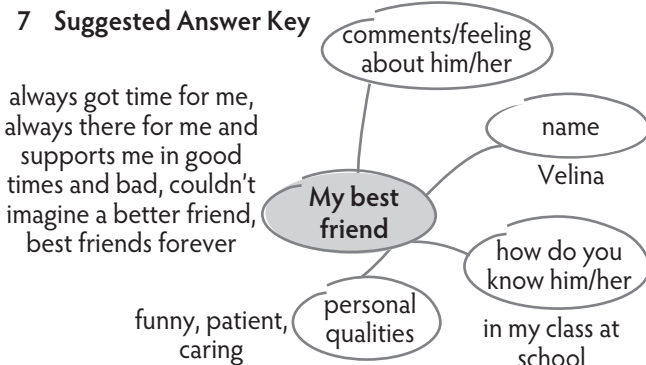 7 Suggested Answer Key
comments/feeling
about him/her
always got time for me,
always there for me and
supports me in good
times and bad, couldn't
imagine a better friend,
best friends forever
name
Velina
My best
friend
how do you
know him/her
in my class at
school
personal
qualities
funny, patient,
caring